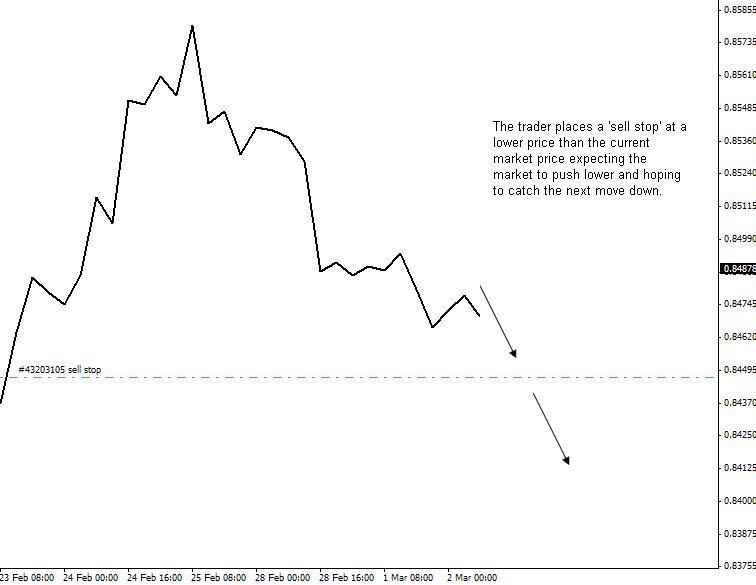 0.85855
0.85735
0.85610
0.85485
The trader places a 'sell stop' at a
lower price than the current
market price expecting the
market to push lower and hoping
to catch the next move down.
0.85360
0.85240
0.85115
0.84990
0.84878
0.84745
0.84620
#43203105 sell stop
0.84495
0.84370
0.84250
0.84125
0.84000
0.83875
0.83755
23 Feb 08:00 24 Feb 00:00 24 Feb 16:00 25 Feb 08:00 28 Feb 00:00 28 Feb 16:00 1 Mar 08:00 2 Mar 00:00